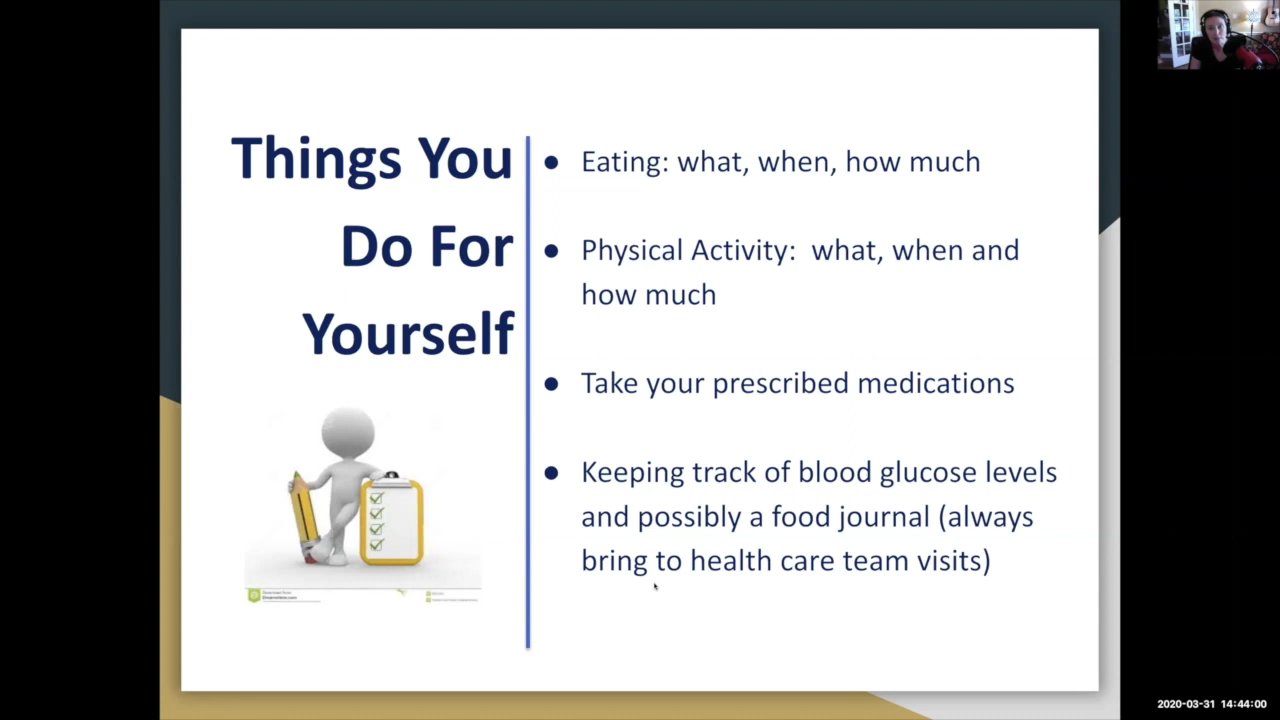 Things You
Do For
Yourself
● Eating: what, when, how much
● Physical Activity:  what, when and
how much
● Take your prescribed medications
● Keeping track of blood glucose levels
and possibly a food journal (always
bring to health care team visits)
2020-03-31 14:44:00